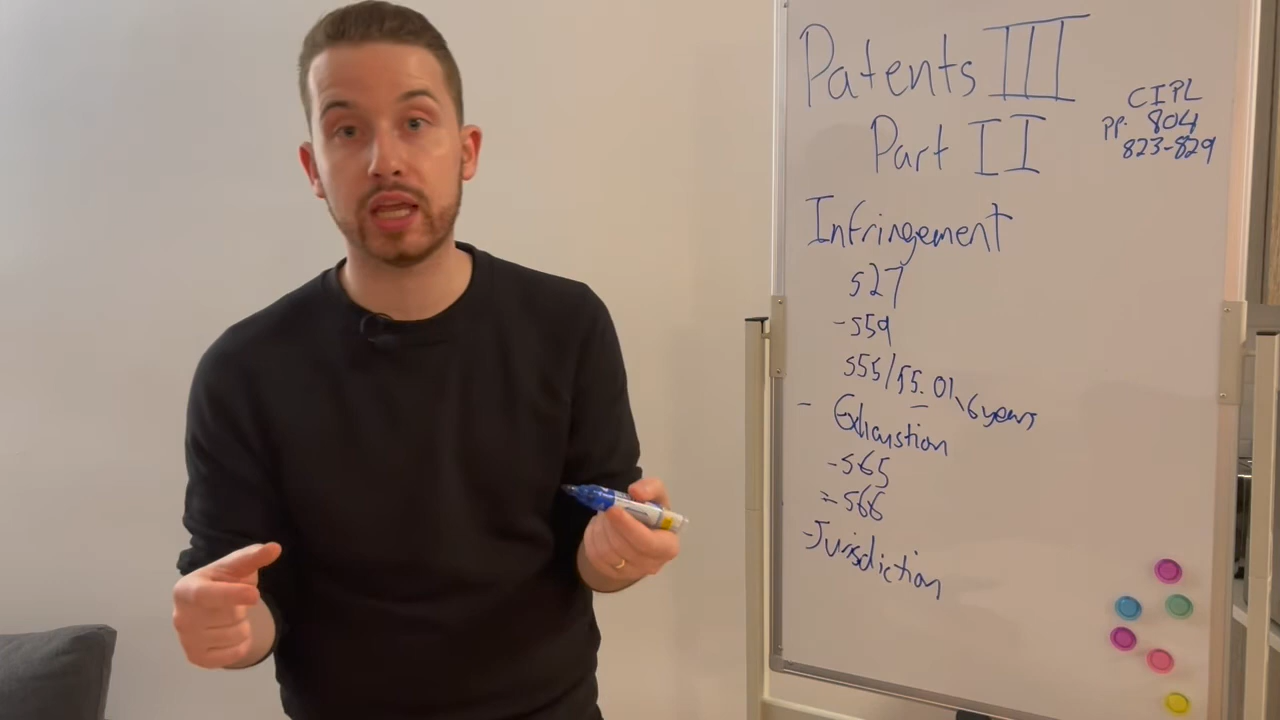 Patents III
Part II
CIPL
pp. 804
823-829
Infringement
s27
- s59
s55/55.01, 6 years
- Exhaustion
- s65
- s66
- Jurisdiction